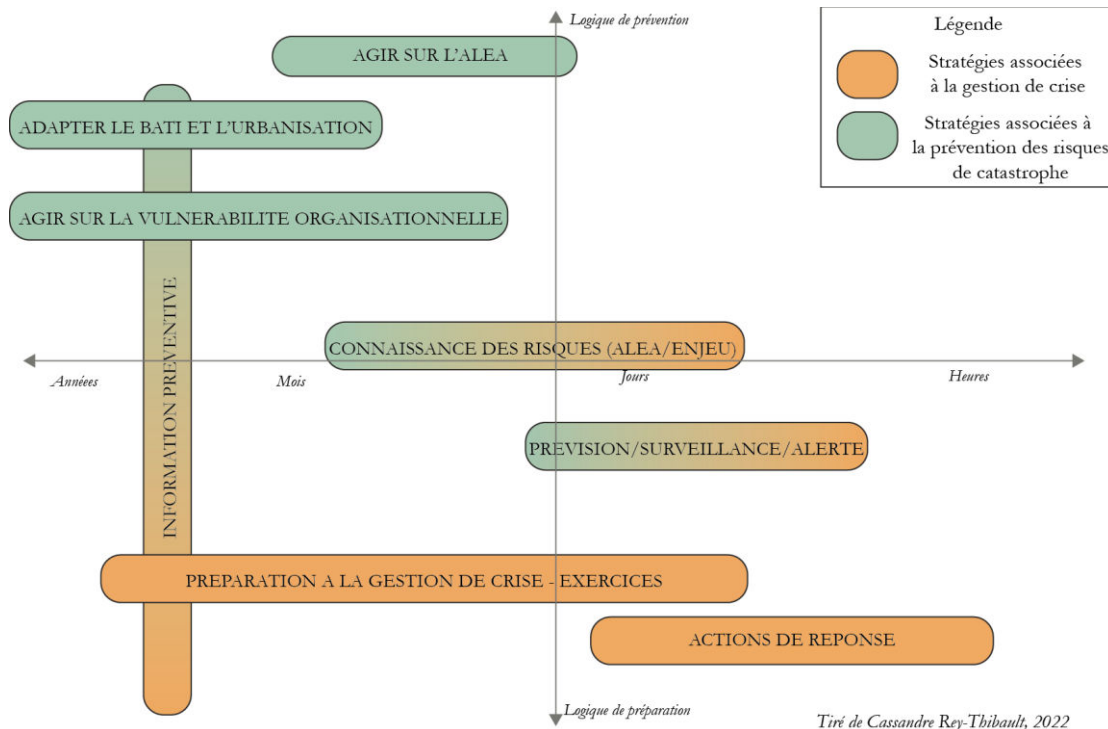 Logique de prévention
AGIR SUR L'ALEA
ADAPTER LE BATI ET L'URBANISATION
AGIR SUR LA VULNERABILITE ORGANISATIONNELLE
INFORMATION PREVENTIVE
CONNAISSANCE DES RISQUES (ALEA/ENJEU)
Annéees
Mois
Jours
Heures
PREVISION/SURVEILLANCE/ALERTE
PREPARATION A LA GESTION DE CRISE - EXERCICES
ACTIONS DE REPONSE
Logique de préparation
Légende
Stratégies associées
à la gestion de crise
Stratégies associées à
la prévention des risques
de catastrophe
Tiré de Cassandre Rey-Thibault, 2022